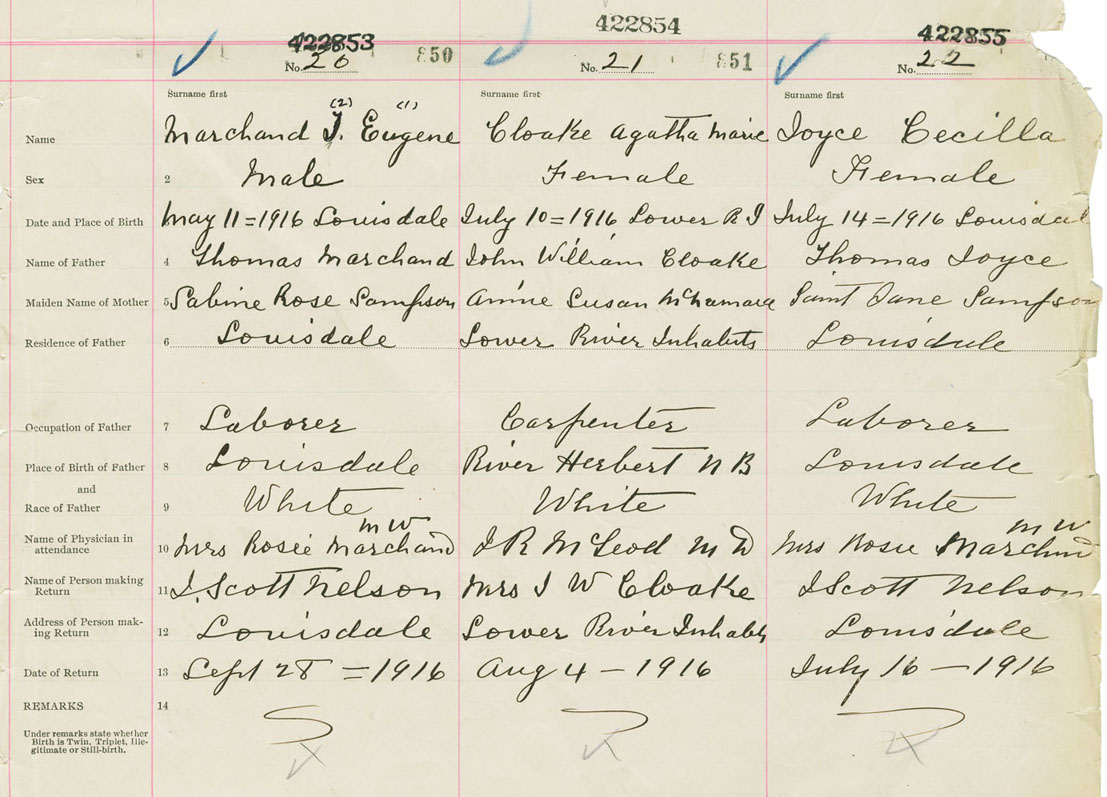 422853 422854 422855
No. 20 850 No. 21 851 No. 22
Surname first Surname first Surname first
(2) (1)
Name Marchand J. Eugene Cloake Agatha Marie Joyce Cecilla
Sex 2 Male Female Female
Date and Place of Birth May 11=1916 Louisdale July 10=1916 Lower R I July 14=1916 Louisdal
Name of Father 4 Thomas Marchand John William Cloake Thomas Joyce
Maiden Name of Mother 5 Sabine Rose Sampson Annie Susan McNamara Jane Sampson
Residence of Father 6 Louisdale Lower River Inhabits Louisdale
Occupation of Father 7 Laborer Carpenter Laborer
Place of Birth of Father 8 Louisdale River Herbert N B Louisdale
and
Race of Father 9 White White White
M W M W
Name of Physician in
attendance 10 Mrs Rosie Marchand J R McLeod M D Mrs Rosie Marchand
Name of Person making
Return 11 J. Scott Nelson Mrs J W Cloake J Scott Nelson
Address of Person mak-
ing Return 12 Louisdale Lower River Inhabits Louisdale
Date of Return 13 Sept 28 = 1916 Aug 4 - 1916 July 16 - 1916
REMARKS 14
Under remarks state whether
Birth is Twin, Triplet, Ille-
gitimate or Still-birth.